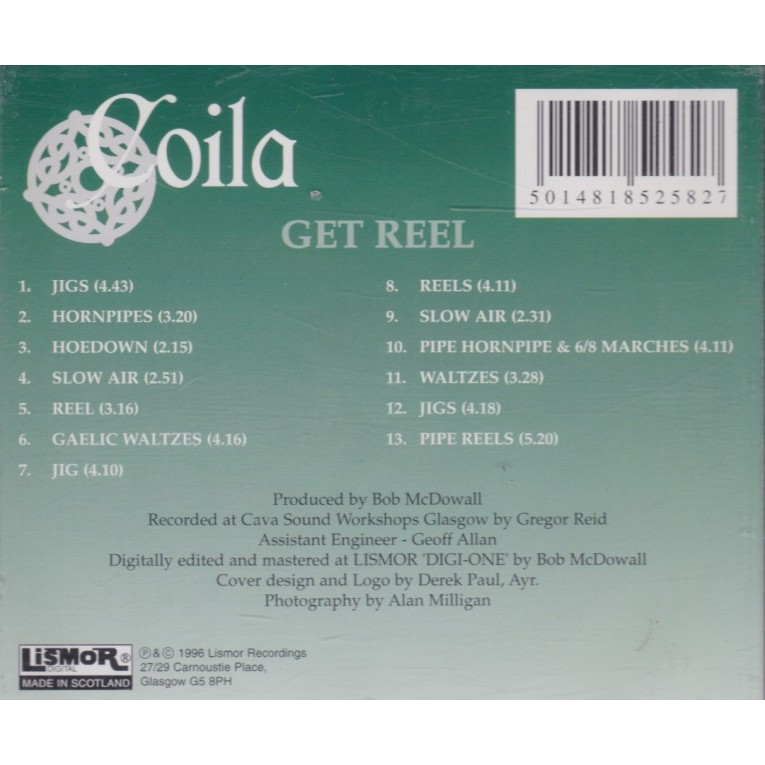 Coila
5014818525827
GET REEL
1. JIGS (4.43)
2. HORNPIPES (3.20)
3. HOEDOWN (2.15)
4. SLOW AIR (2.51)
5. REEL (3.16)
6. GAELIC WALTZES (4.16)
7. JIG (4.10)
8. REELS (4.11)
9. SLOW AIR (2.31)
10. PIPE HORNPIPE & 6/8 MARCHES (4.11)
11. WALTZES (3.28)
12. JIGS (4.18)
13. PIPE REELS (5.20)
Produced by Bob McDowall
Recorded at Cava Sound Workshops Glasgow by Gregor Reid
Assistant Engineer - Geoff Allan
Digitally edited and mastered at LISMOR 'DIGI-ONE' by Bob McDowall
Cover design and Logo by Derek Paul, Ayr.
Photography by Alan Milligan
LiSMOR®
DIGITAL
MADE IN SCOTLAND
℗ & © 1996 Lismor Recordings
27/29 Carnoustie Place,
Glasgow G5 8PH